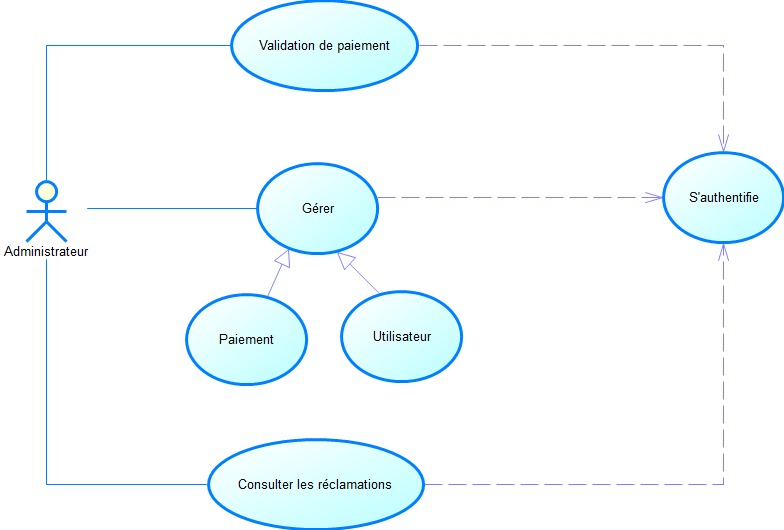 Validation de paiement
S'authentifie
Gérer
Administrateur
Paiement
Utilisateur
Consulter les réclamations